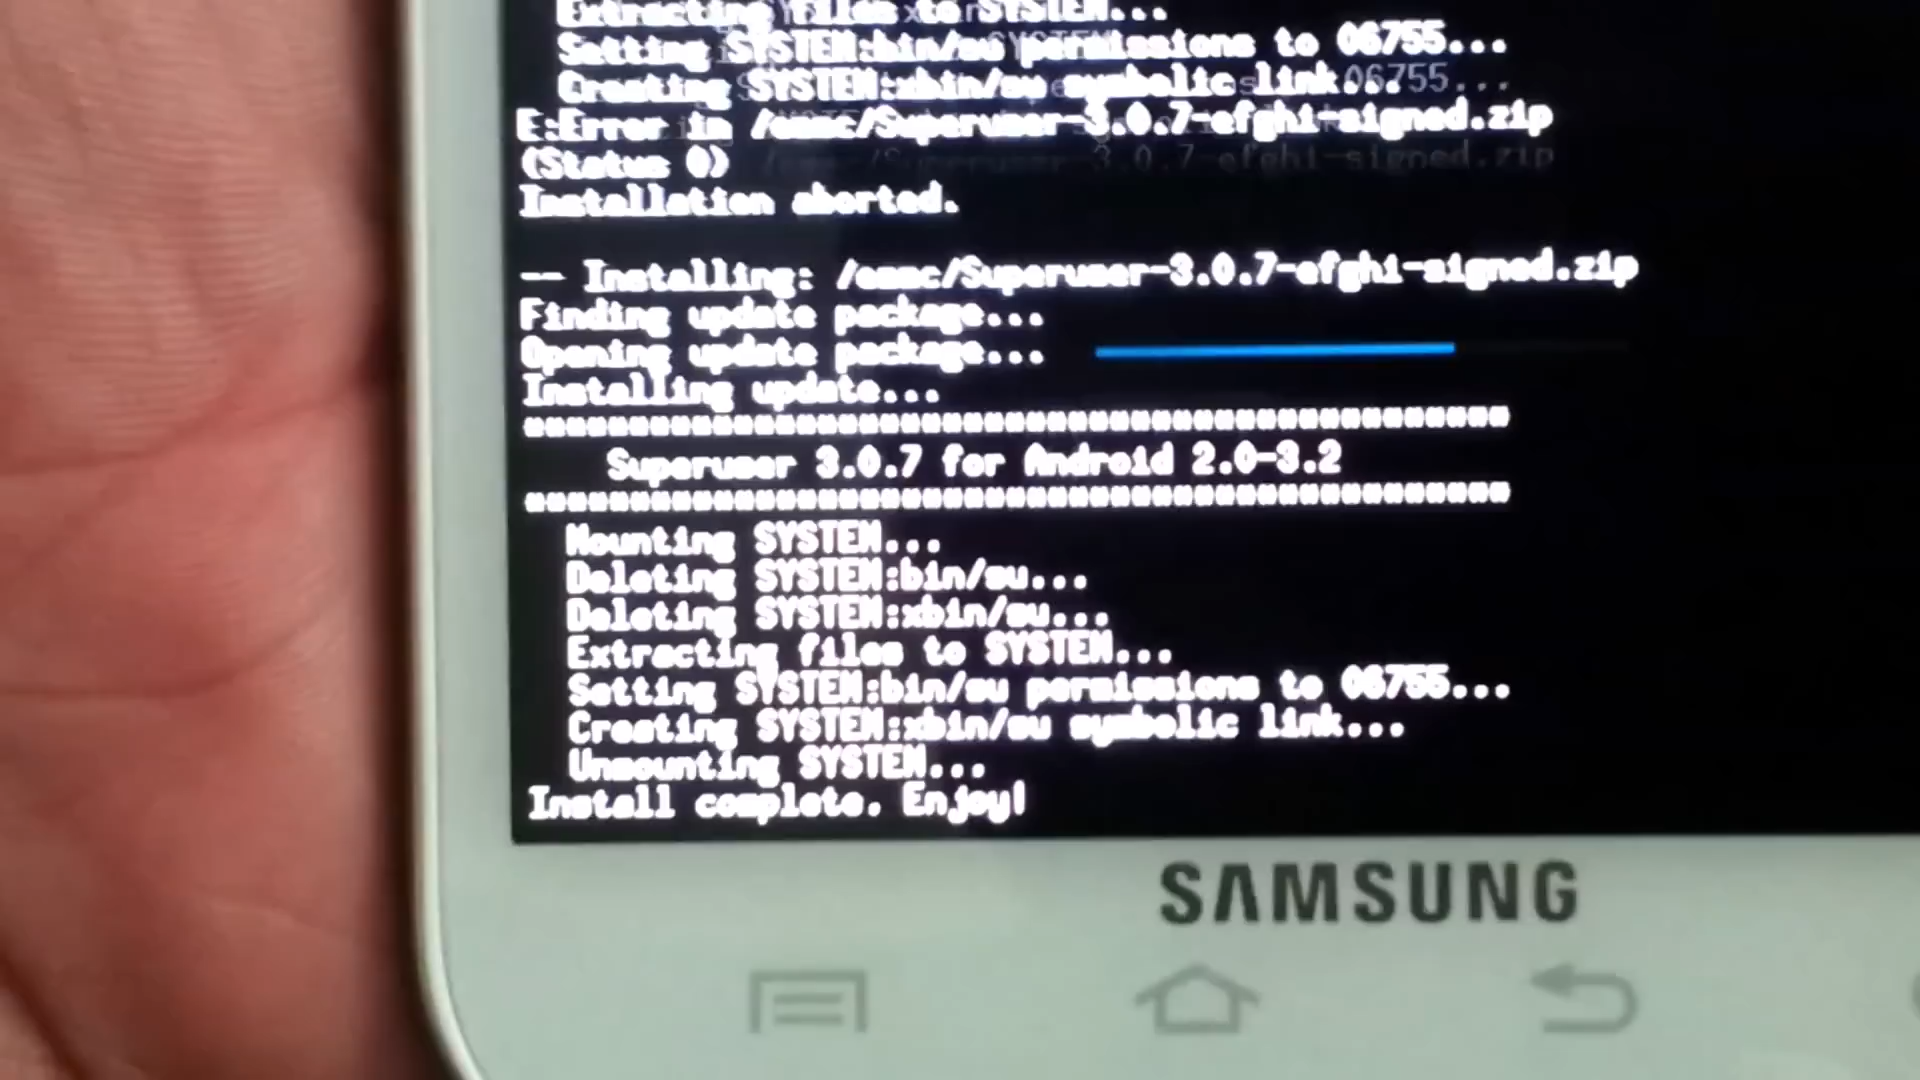 Extracting files to SYSTEM...
Setting SYSTEM:bin/su permissions to 06755...
Creating SYSTEM:xbin/su symbolic link...
E:Error in /emmc/Superuser-3.0.7-efghi-signed.zip
(Status 0)
Installation aborted.
-- Installing: /emmc/Superuser-3.0.7-efghi-signed.zip
Finding update package...
Opening update package...
Installing update...
Superuser 3.0.7 for Android 2.0-3.2
Mounting SYSTEM...
Deleting SYSTEM:bin/su...
Deleting SYSTEM:xbin/su...
Extracting files to SYSTEM...
Setting SYSTEM:bin/su permissions to 06755...
Creating SYSTEM:xbin/su symbolic link...
Unmounting SYSTEM...
Install complete. Enjoy!
SAMSUNG